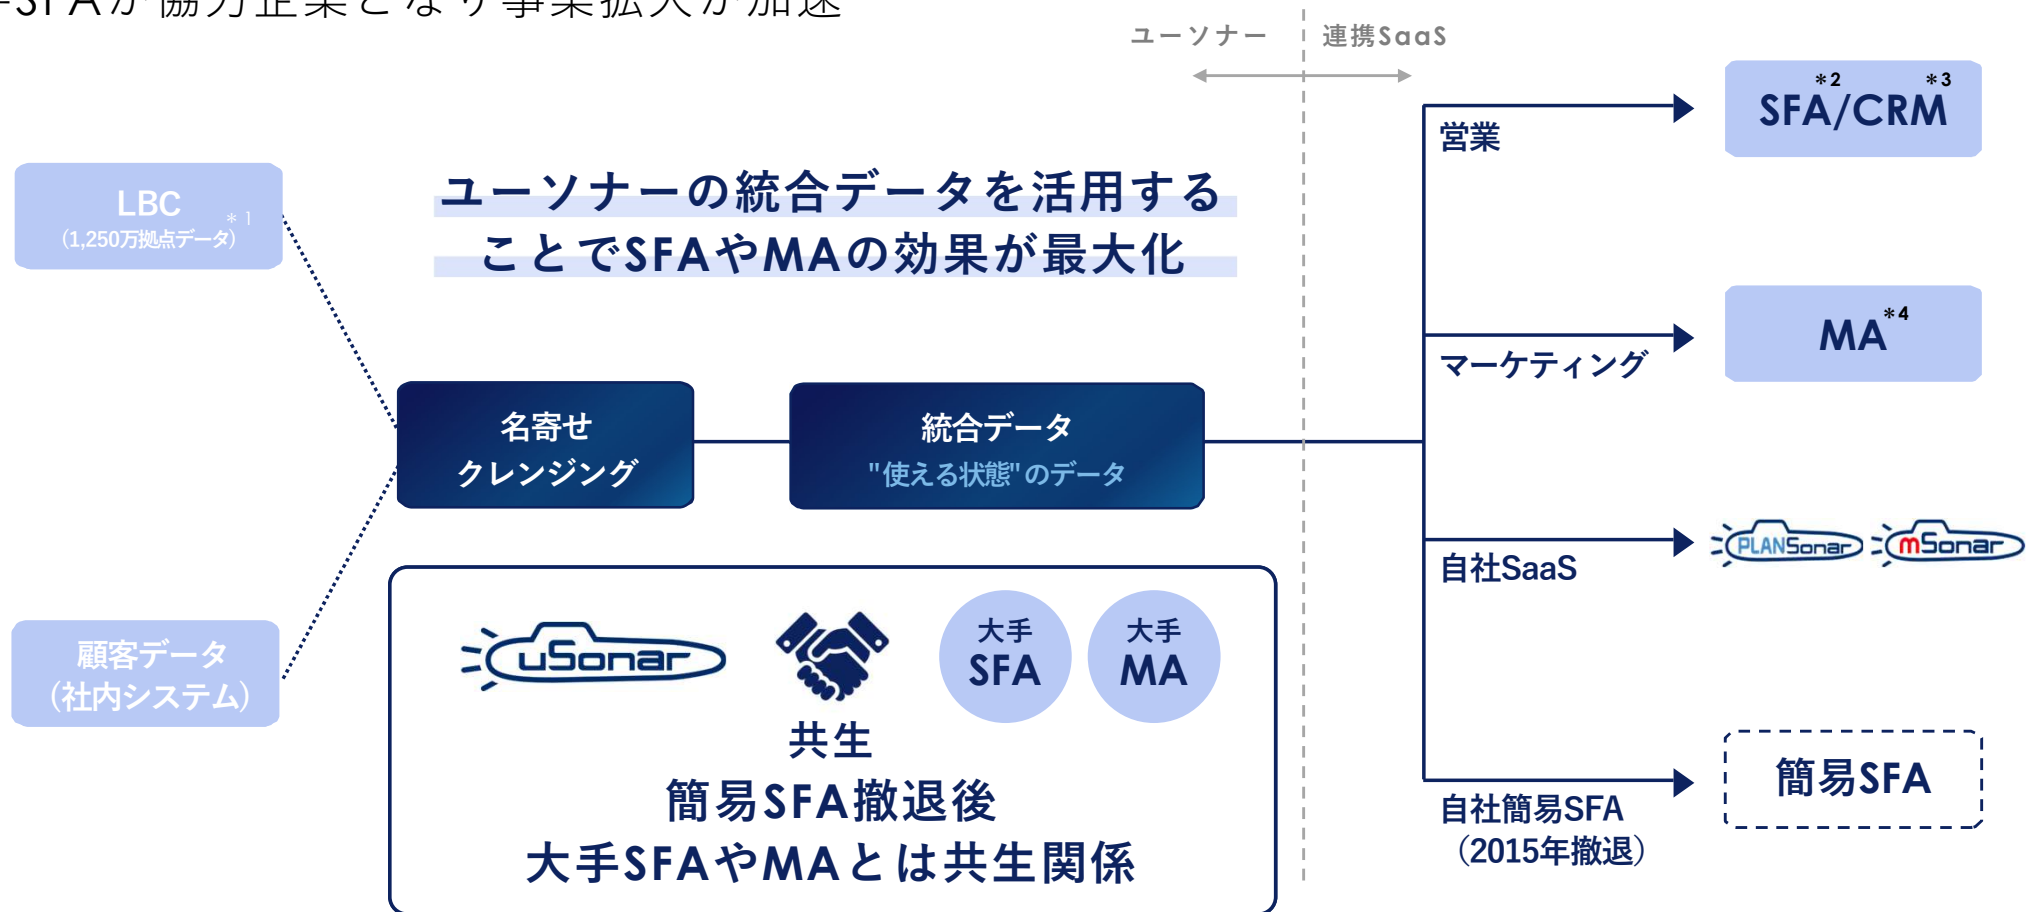 SFAが協力企業となり事業拡大が加速
ユーソナー
連携SaaS
LBC
(1,250万拠点データ)*1
顧客データ
(社内システム)
ユーソナーの統合データを活用する
ことでSFAやMAの効果が最大化
名寄せ
クレンジング
統合データ
"使える状態"のデータ
営業
SFA*2/CRM*3
マーケティング
MA*4
自社SaaS
PLANSonar
mSonar
自社簡易SFA
(2015年撤退)
簡易SFA
uSonar
大手
SFA
大手
MA
共生
簡易SFA撤退後
大手SFAやMAとは共生関係